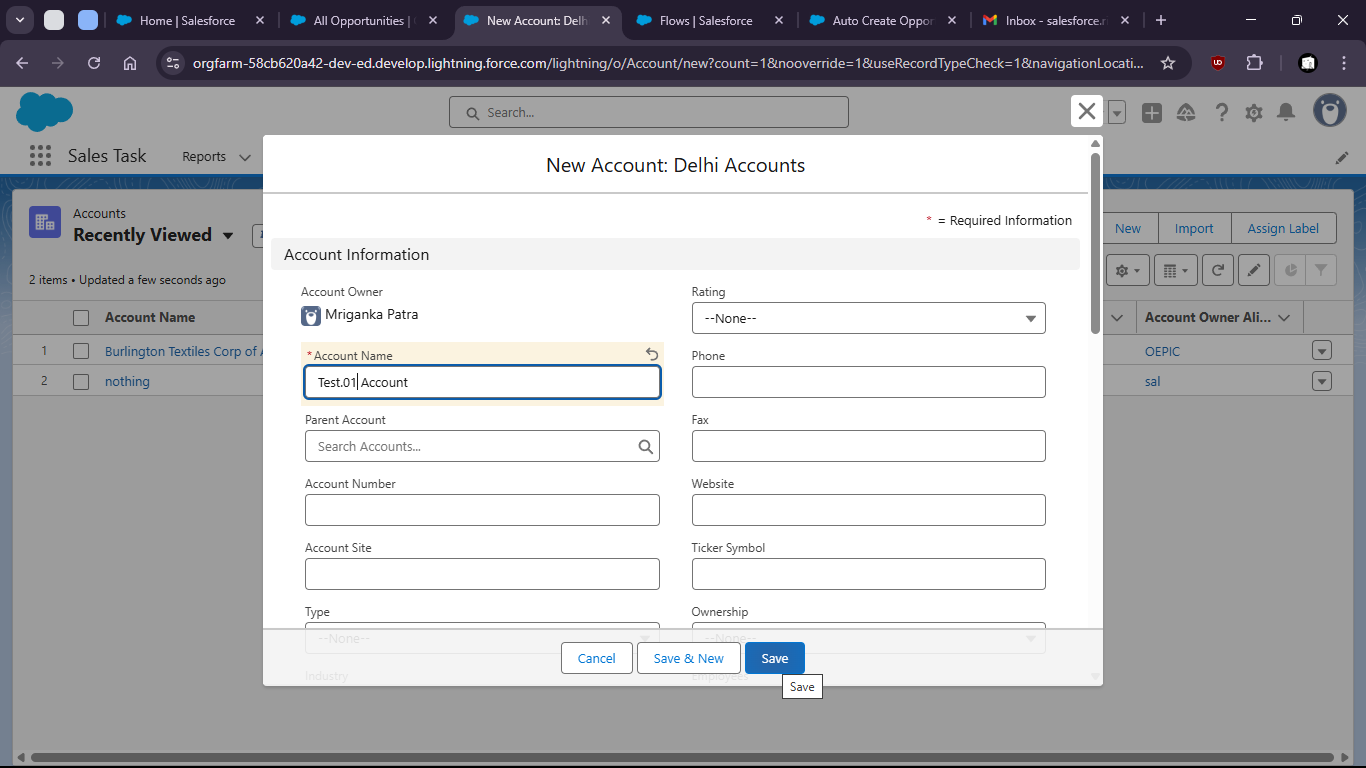 Home | Salesforce
All Opportunities |
New Account: Delh
Flows | Salesforce
Auto Create Oppor
Inbox - salesforce.r
orgfarm-58cb620a42-dev-ed.develop.lightning.force.com/lightning/o/Account/new?count=1&nooverride=1&useRecordTypeCheck=1&navigationLocati...
Search...
Sales Task
Reports
New Account: Delhi Accounts
* = Required Information
Accounts
Recently Viewed
New
Import
Assign Label
Account Information
2 items • Updated a few seconds ago
Account Owner
Mriganka Patra
Rating
--None--
Account Name
Account Owner Ali...
1
Burlington Textiles Corp of
OEPIC
2
nothing
sal
*Account Name
Test.01 Account
Phone
Parent Account
Search Accounts...
Fax
Account Number
Website
Account Site
Ticker Symbol
Type
--None--
Ownership
--None--
Industry
Employees
Cancel
Save & New
Save
Save